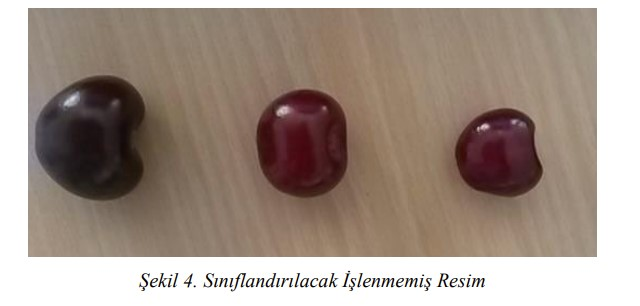 Şekil 4. Sınıflandırılacak İşlenmemiş Resim